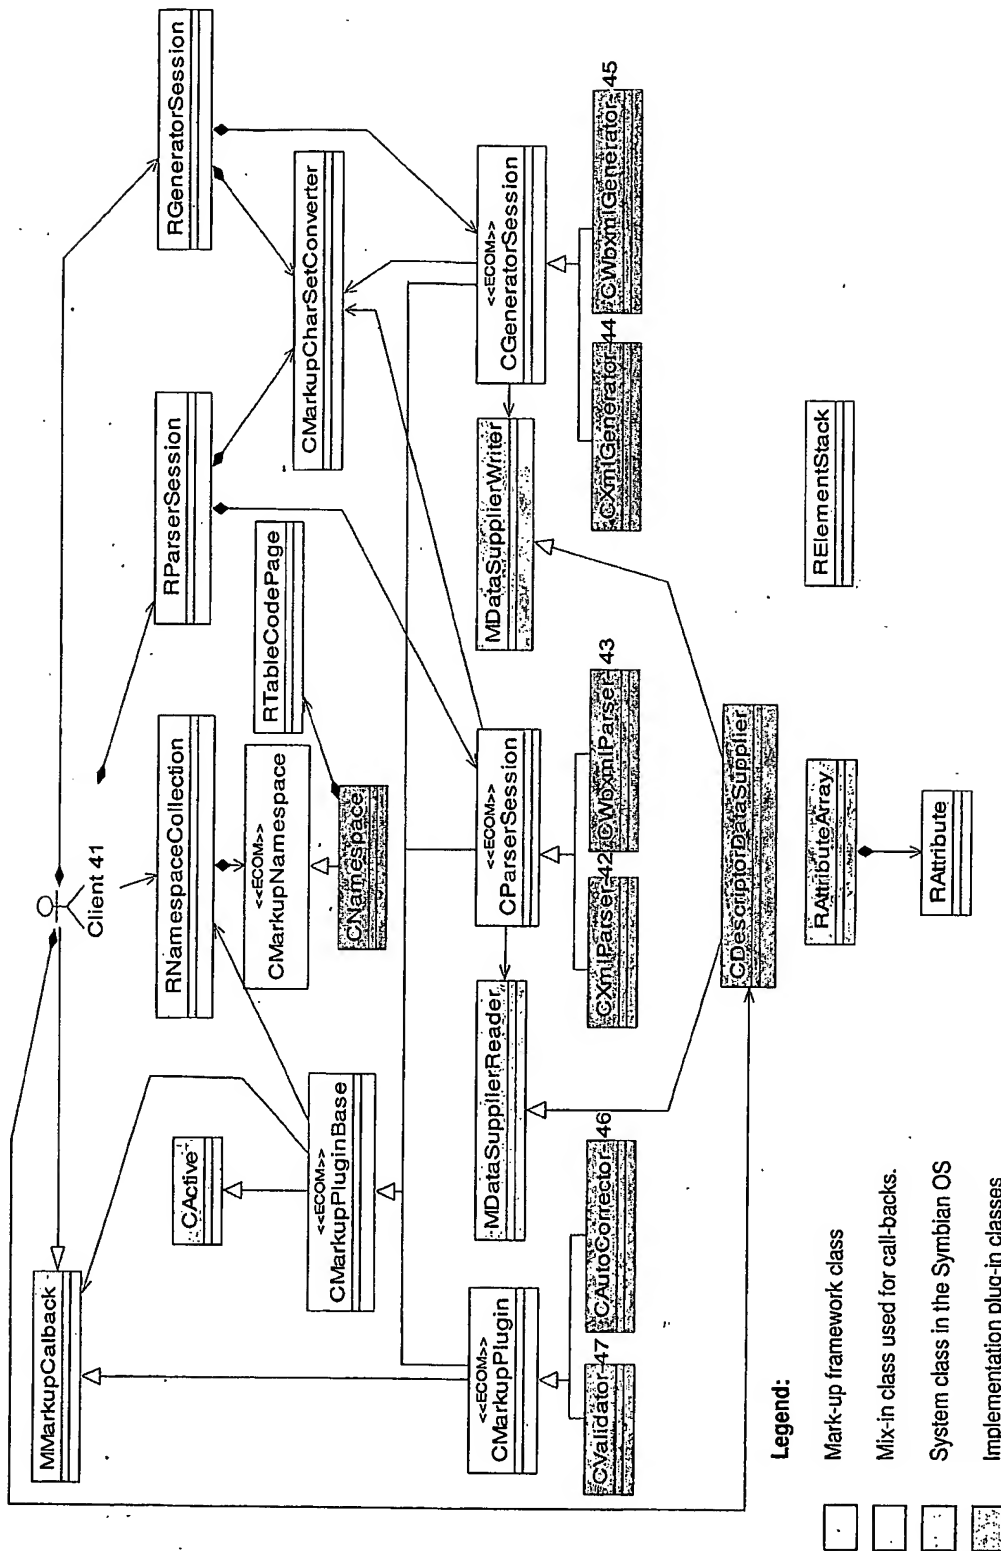 MMarkupCalback
Client 41
RGeneratorSession
RParserSession
RNamespaceCollection
CActive
<<ECOM>>
CMarkupPluginBase
<<ECOM>>
CMarkupNamespace
CNamespace
RTableCodePage
CMarkupCharSetConverter
<<ECOM>>
CMarkupPlugin
CValidator 47
CAutoCorrector 46
MDataSupplierReader
<<ECOM>>
CParserSession
CXmlParser 42
CWbxmlParser 43
MDataSupplierWriter
<<ECOM>>
CGeneratorSession
CXmlGenerator 44
CWbxmlGenerator 45
CDescriptorDataSupplier
RAttributeArray
RAttribute
RElementStack
Legend:
Mark-up framework class
Mix-in class used for call-backs.
System class in the Symbian OS
Implementation plug-in classes